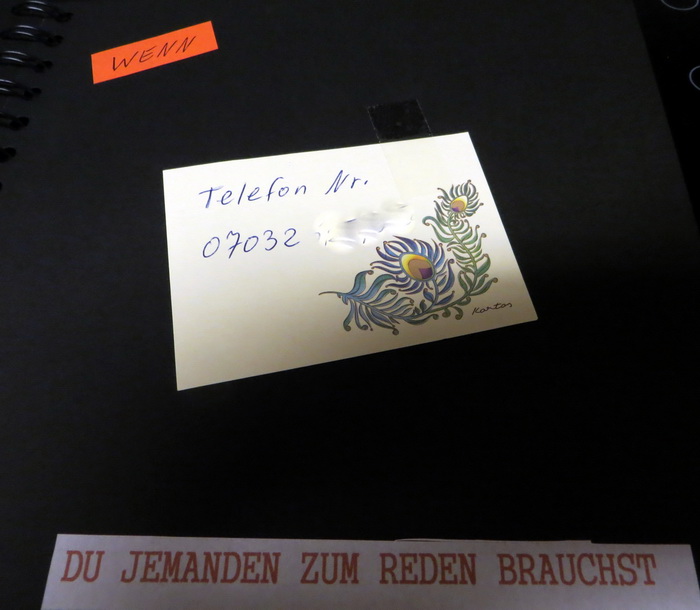 WENN
Telefon Nr.
07032
Kantos
DU JEMANDEN ZUM REDEN BRAUCHST